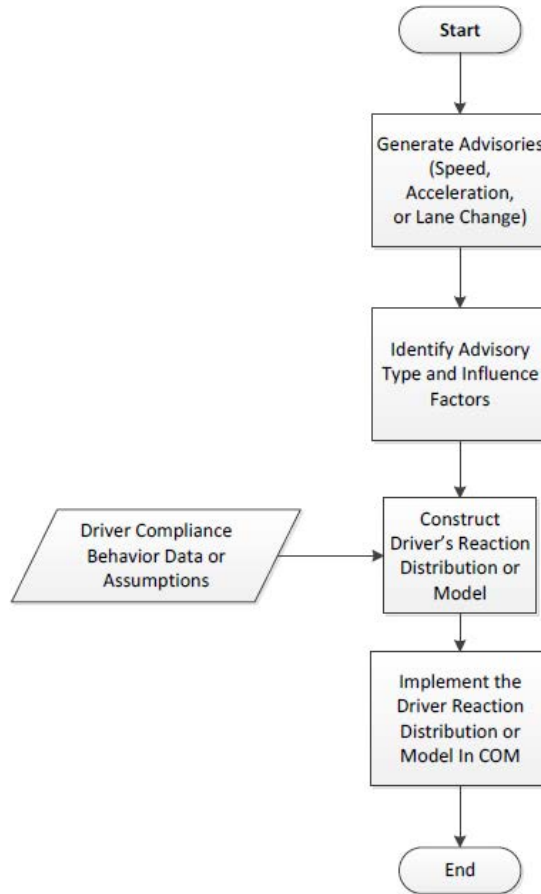 Start
Generate Advisories
(Speed,
Acceleration,
or Lane Change)
Identify Advisory
Type and Influence
Factors
Driver Compliance
Behavior Data or
Assumptions
Construct
Driver's Reaction
Distribution or
Model
Implement the
Driver Reaction
Distribution or
Model In COM
End